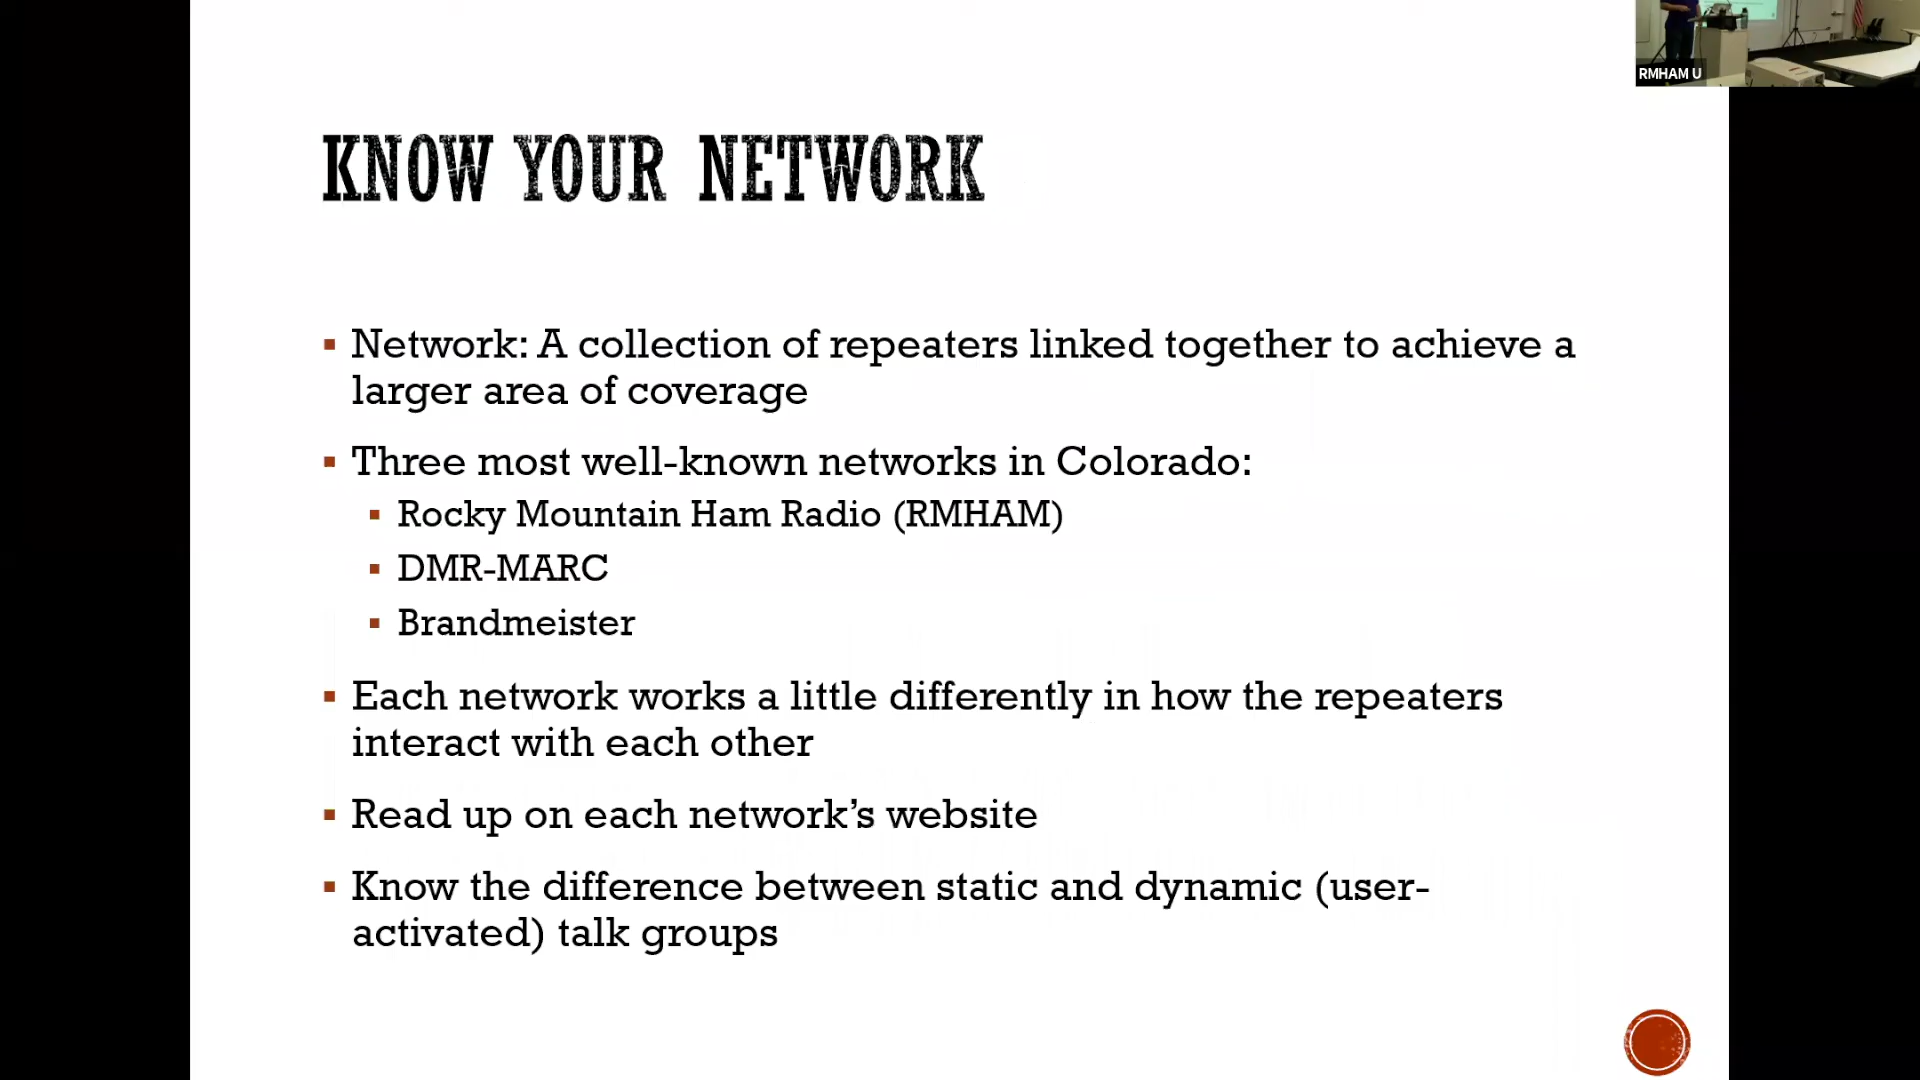 RMHAM U
KNOW YOUR NETWORK
▪ Network: A collection of repeaters linked together to achieve a
larger area of coverage
▪ Three most well-known networks in Colorado:
▪ Rocky Mountain Ham Radio (RMHAM)
▪ DMR-MARC
▪ Brandmeister
▪ Each network works a little differently in how the repeaters
interact with each other
▪ Read up on each network’s website
▪ Know the difference between static and dynamic (user-
activated) talk groups